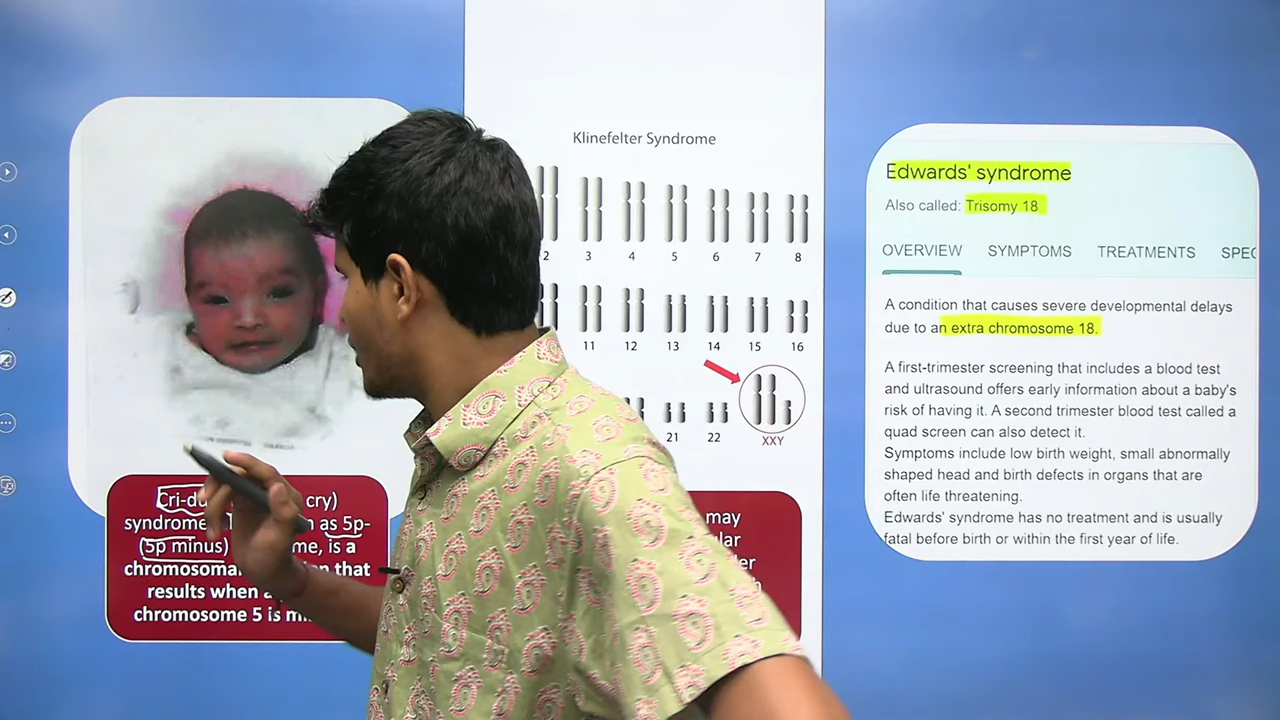 Cri-du cry)
syndrome as 5p-
(5p minus) is a
chromosomal that
results when a
chromosome 5 is
Klinefelter Syndrome
2 3 4 5 6 7 8
11 12 13 14 15 16
21 22 XXY
may
Edwards' syndrome
Also called: Trisomy 18
OVERVIEW SYMPTOMS TREATMENTS
A condition that causes severe developmental delays
due to an extra chromosome 18.
A first-trimester screening that includes a blood test
and ultrasound offers early information about a baby's
risk of having it. A second trimester blood test called a
quad screen can also detect it.
Symptoms include low birth weight, small abnormally
shaped head and birth defects in organs that are
often life threatening.
Edwards' syndrome has no treatment and is usually
fatal before birth or within the first year of life.